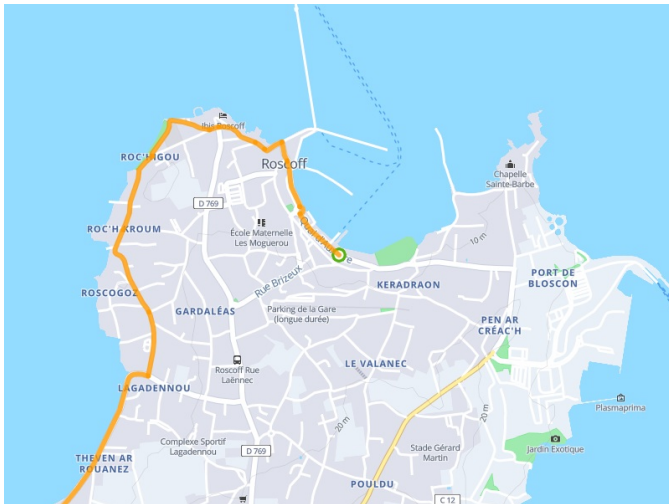 Ibis Roscoff
ROC'HIGOU
Roscoff
Chapelle
Sainte-Barbe
D 769
ROC'H KROUM
École Maternelle
Les Moguerou
Quai d'Auxerre
10 m
PORT DE
BLOSCON
Rue Brizeux
KERADRAON
ROSCOGOZ
GARDALÉAS
Parking de la Gare
(longue durée)
PEN AR
CRÉAC'H
LE VALANEC
Roscoff Rue
Laënnec
LAGADENNOU
Plasmaprima
20 m
20 m
Complexe Sportif
Lagadennou
Stade Gérard
Martin
Jardin Exotique
THEVEN AR
ROUANEZ
D 769
POULDU
C 12